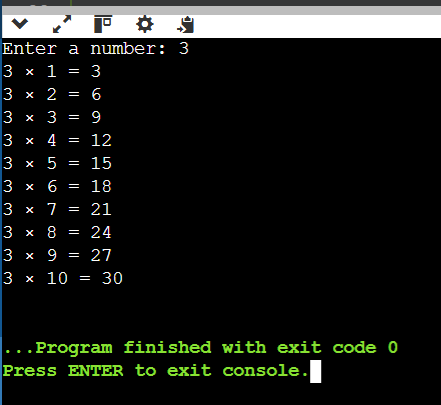 Enter a number: 3
3 × 1 = 3
3 × 2 = 6
3 × 3 = 9
3 × 4 = 12
3 × 5 = 15
3 × 6 = 18
3 × 7 = 21
3 × 8 = 24
3 × 9 = 27
3 × 10 = 30
...Program finished with exit code 0
Press ENTER to exit console.